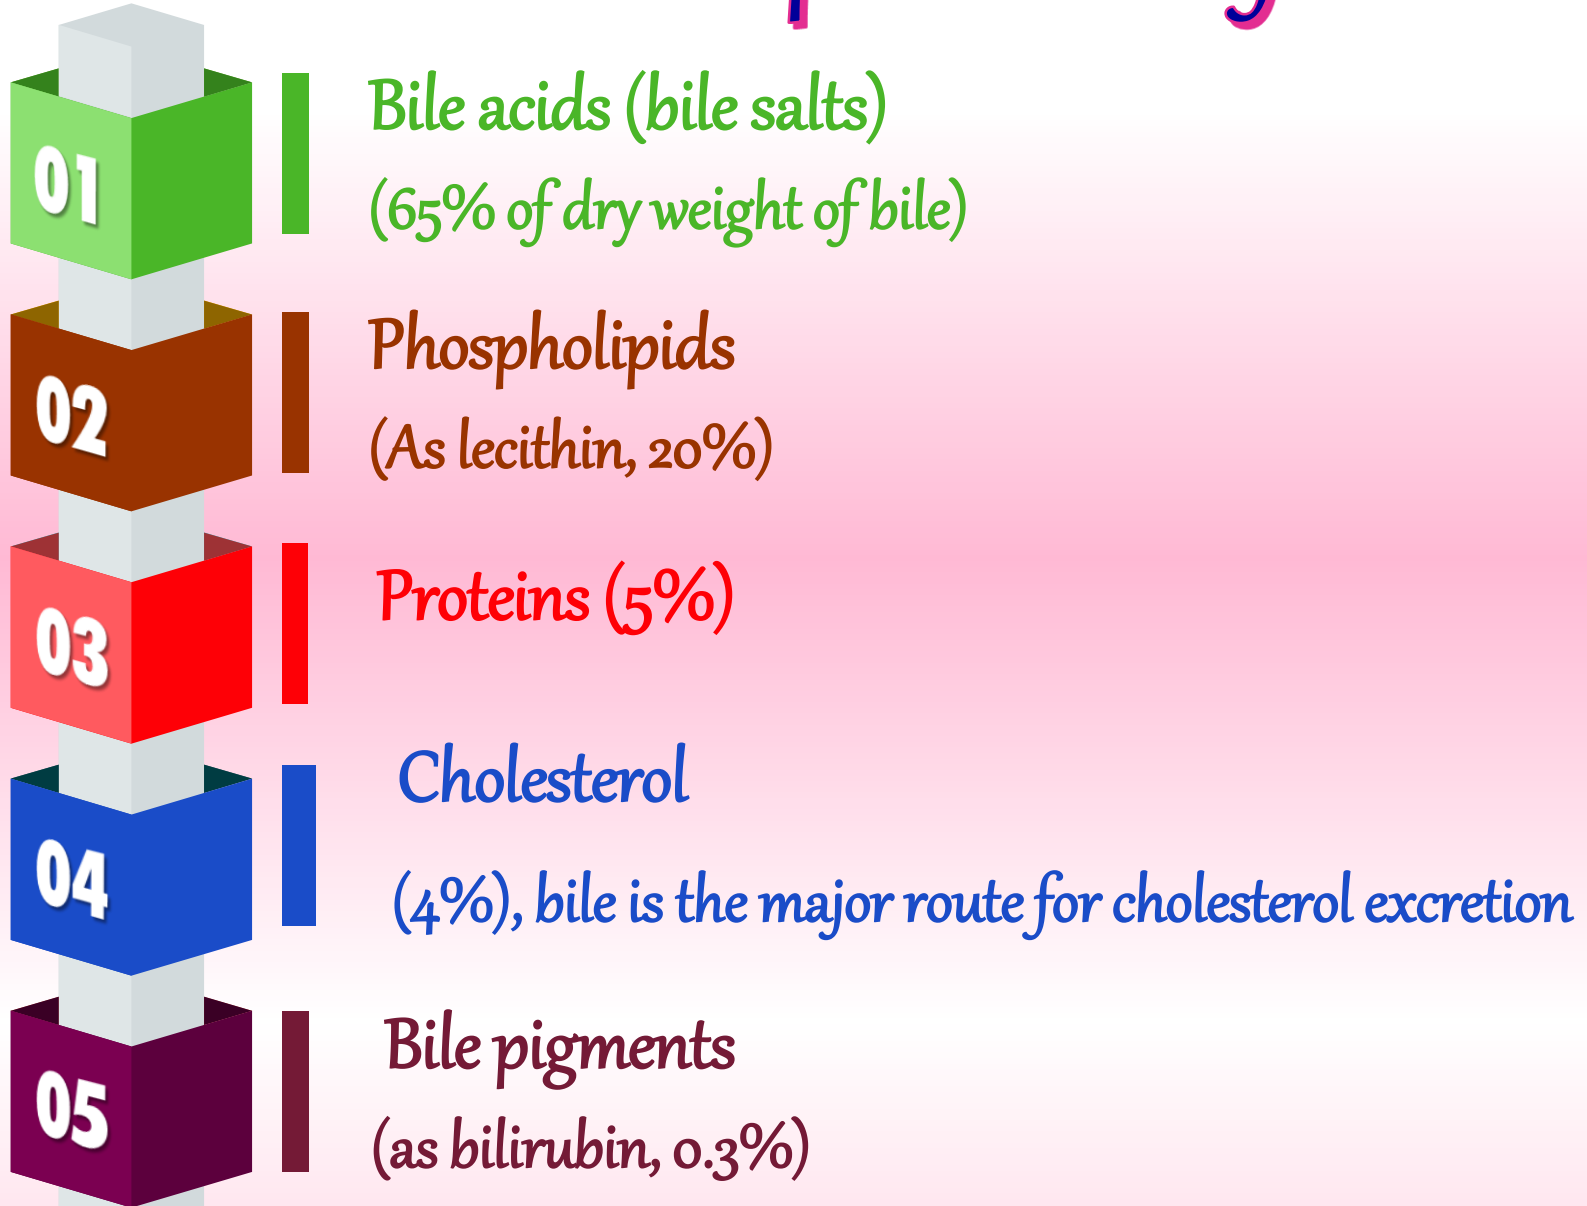 01
Bile acids (bile salts)
(65% of dry weight of bile)
02
Phospholipids
(As lecithin, 20%)
03
Proteins (5%)
04
Cholesterol
(4%), bile is the major route for cholesterol excretion
05
Bile pigments
(as bilirubin, 0.3%)